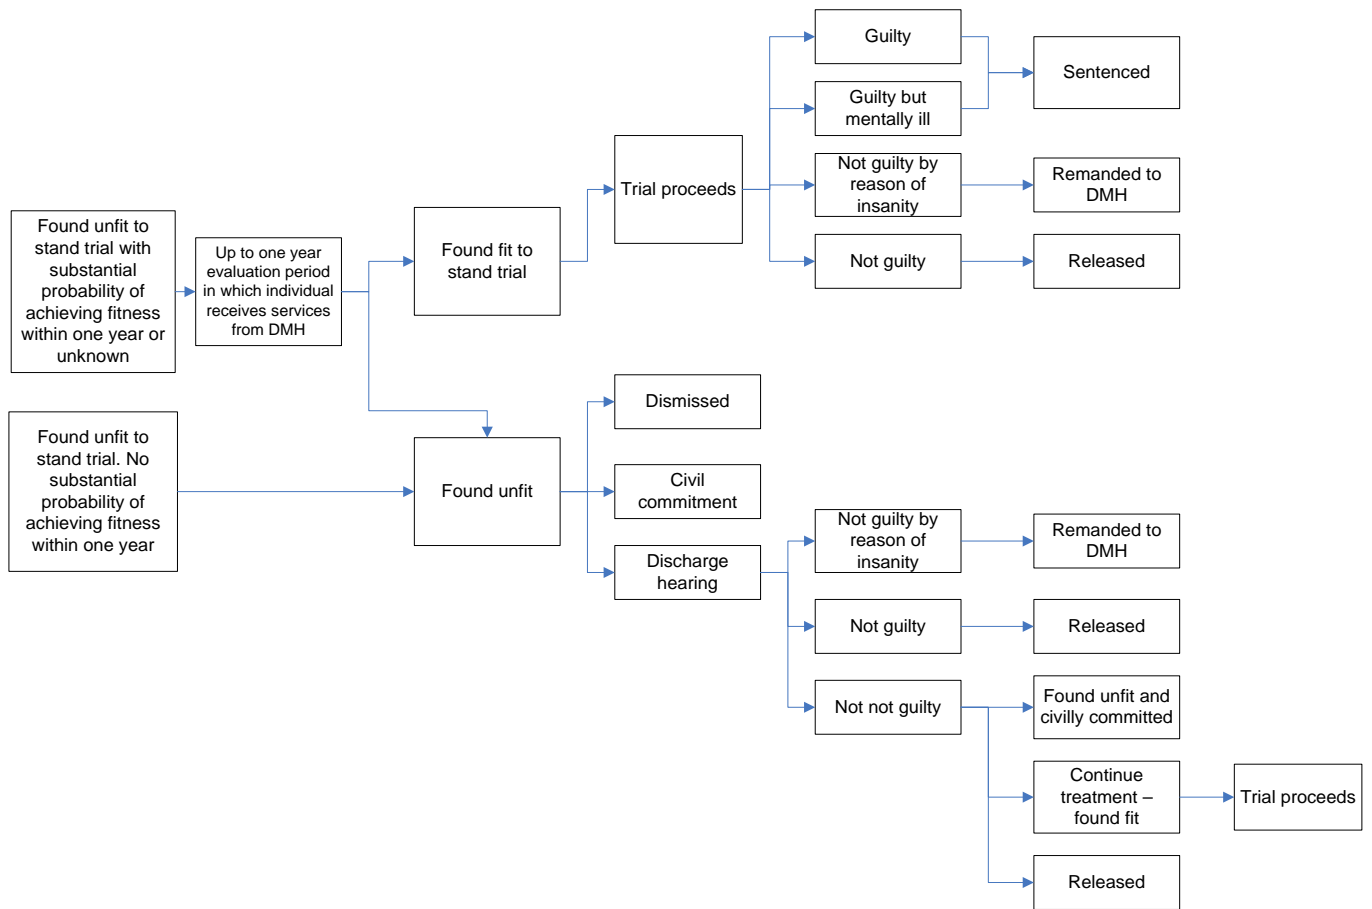 Guilty
Sentenced
Guilty but
mentally ill
Trial proceeds
Not guilty by
reason of
insanity
Remanded to
DMH
Not guilty
Released
Found unfit to
stand trial with
substantial
probability of
achieving fitness
within one year or
unknown
Up to one year
evaluation period
in which individual
receives services
from DMH
Found fit to
stand trial
Found unfit to
stand trial. No
substantial
probability of
achieving fitness
within one year
Found unfit
Dismissed
Civil
commitment
Discharge
hearing
Not guilty by
reason of
insanity
Remanded to
DMH
Not guilty
Released
Not not guilty
Found unfit and
civilly committed
Continue
treatment –
found fit
Trial proceeds
Released